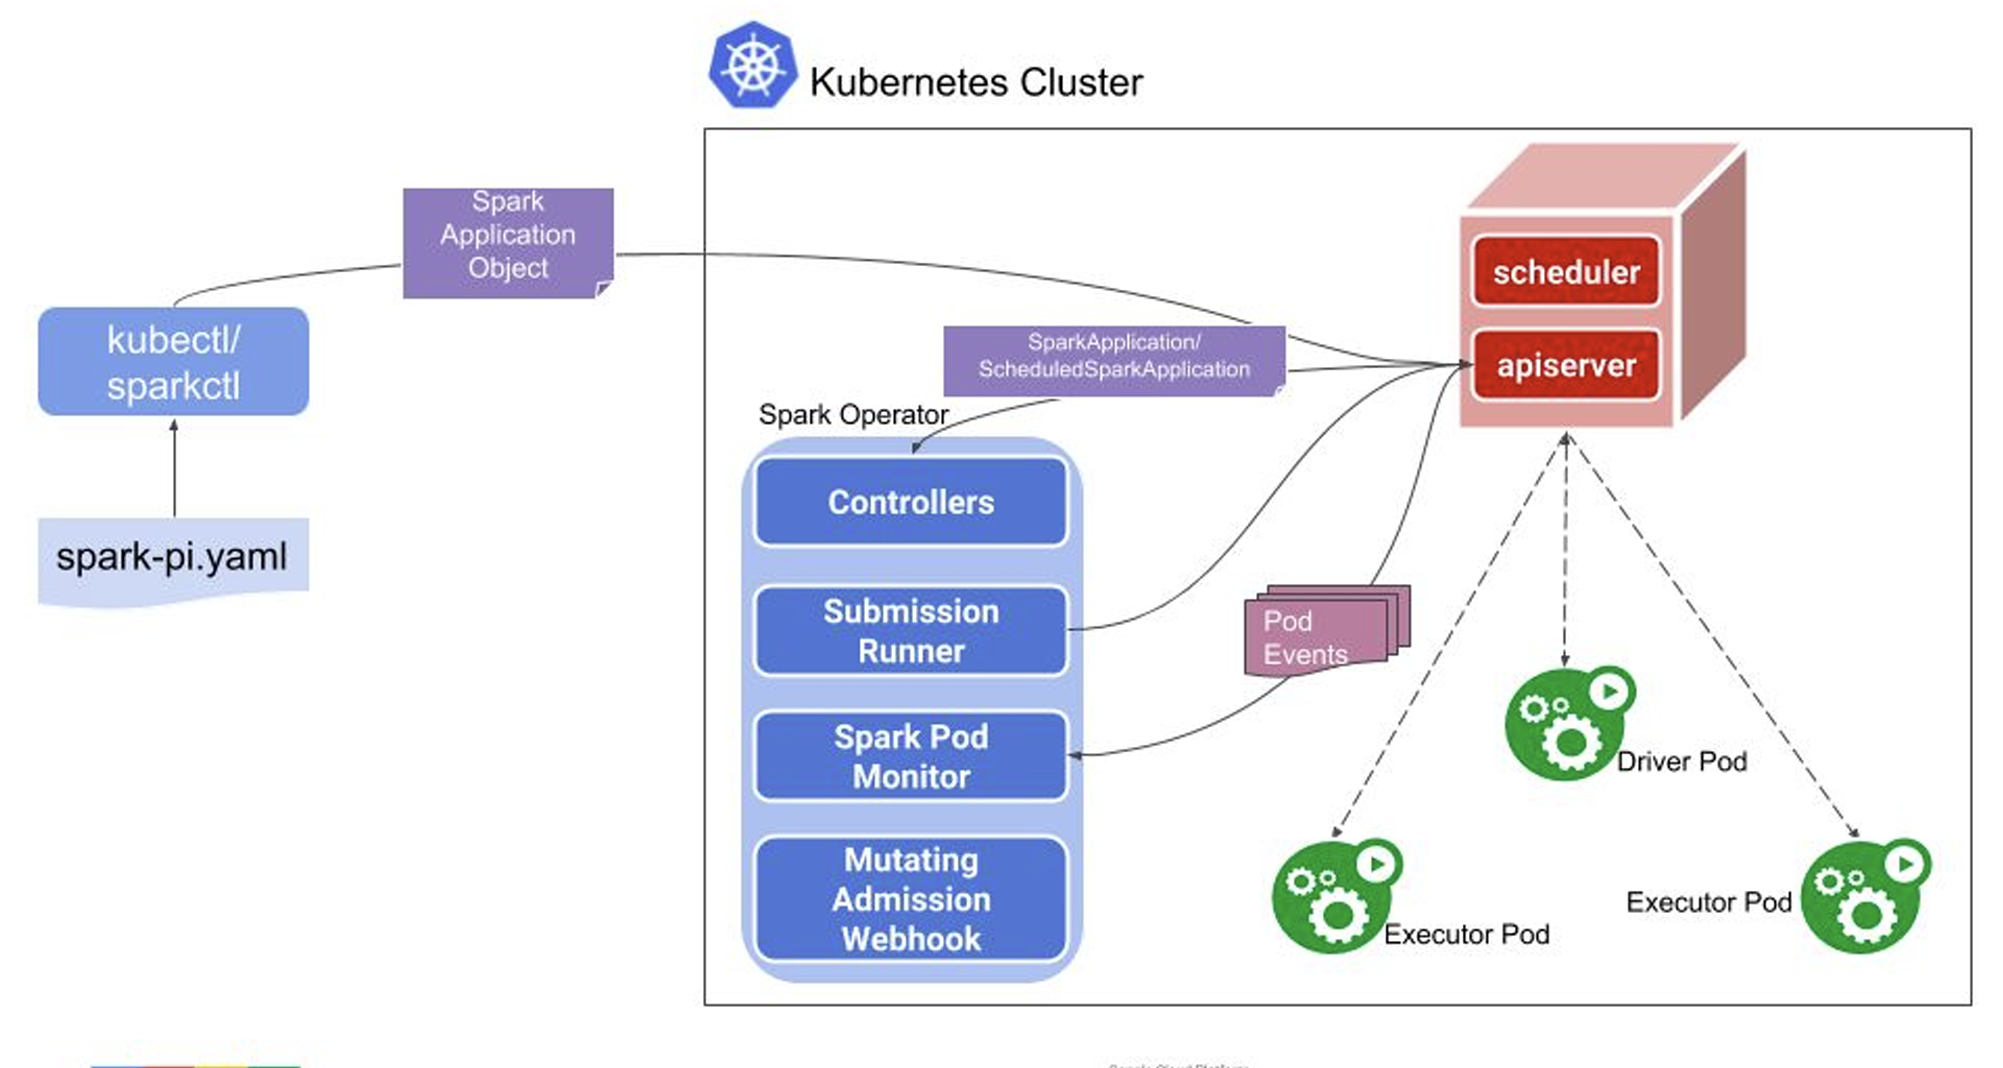 Kubernetes Cluster
Spark
Application
Object
kubectl/
sparkctl
spark-pi.yaml
scheduler
apiserver
SparkApplication/
ScheduledSparkApplication
Spark Operator
Controllers
Submission
Runner
Spark Pod
Monitor
Mutating
Admission
Webhook
Pod
Events
Driver Pod
Executor Pod
Executor Pod